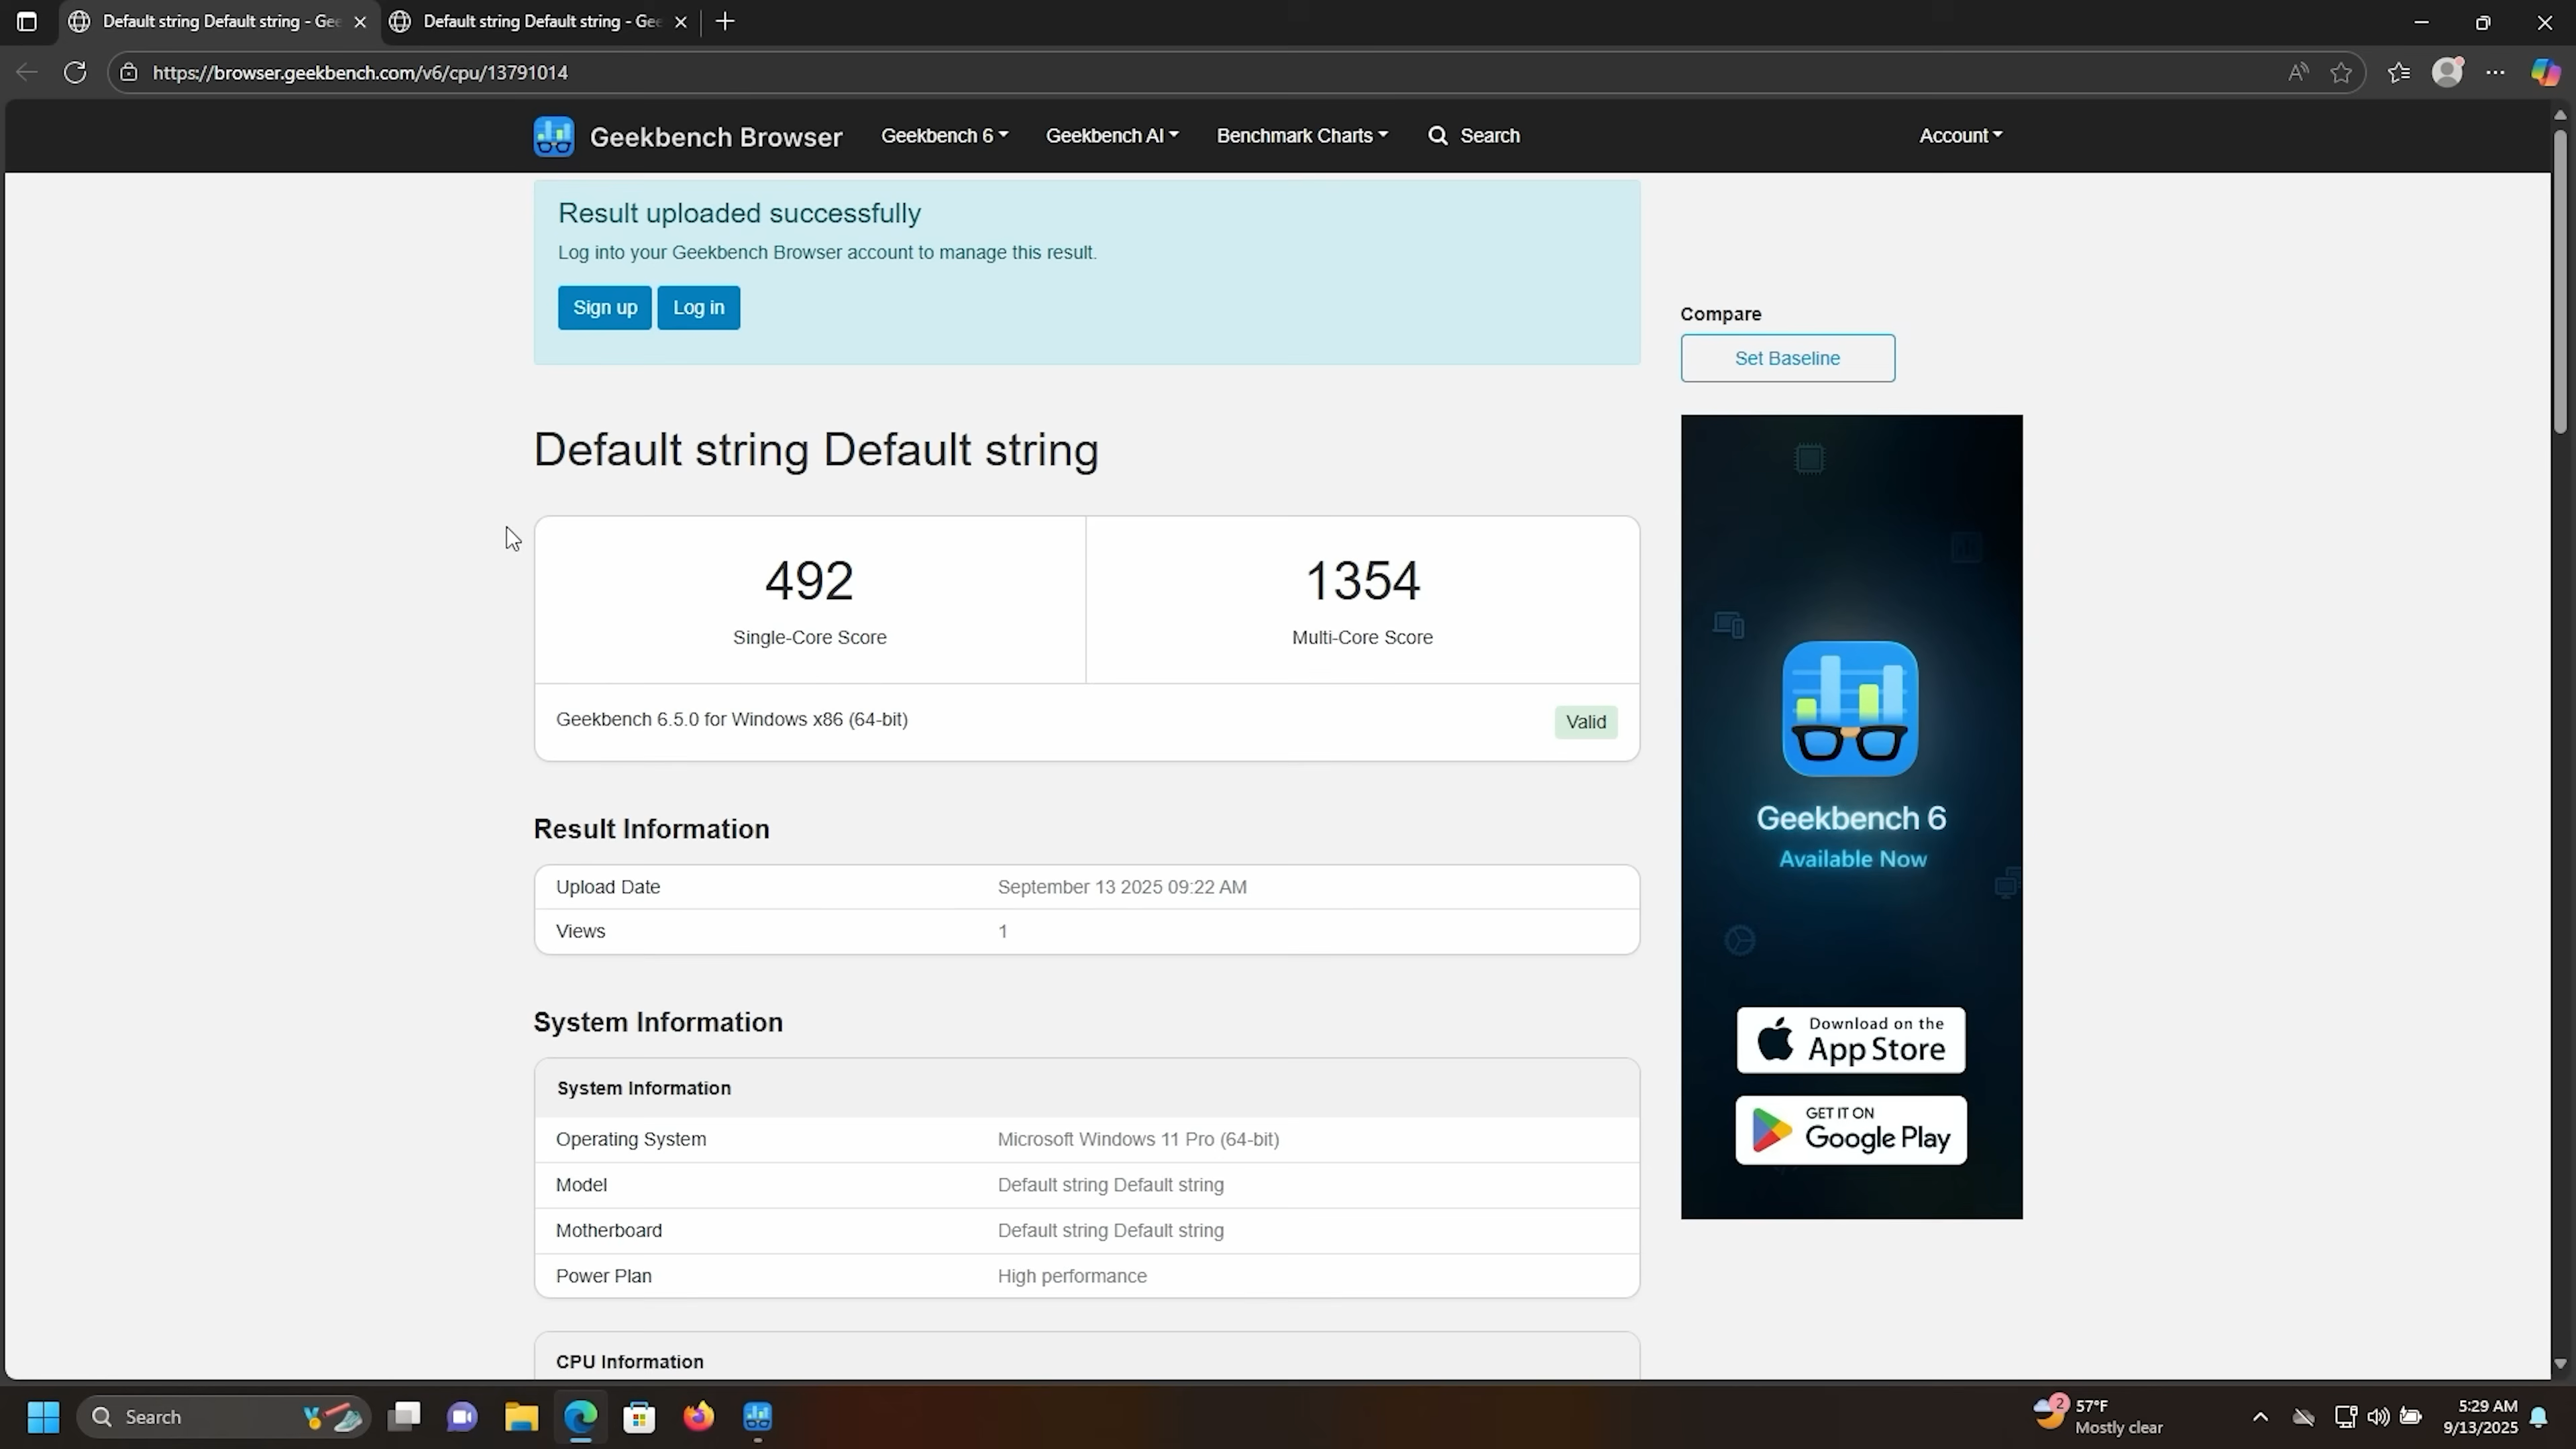 Default string Default string - Gee
Default string Default string - Gee
https://browser.geekbench.com/v6/cpu/13791014
Geekbench Browser
Geekbench 6
Geekbench AI
Benchmark Charts
Search
Account
Result uploaded successfully
Log into your Geekbench Browser account to manage this result.
Sign up
Log in
Compare
Set Baseline
Default string Default string
492
Single-Core Score
1354
Multi-Core Score
Geekbench 6.5.0 for Windows x86 (64-bit)
Valid
Result Information
Upload Date
September 13 2025 09:22 AM
Views
1
System Information
System Information
Operating System
Microsoft Windows 11 Pro (64-bit)
Model
Default string Default string
Motherboard
Default string Default string
Power Plan
High performance
CPU Information
Geekbench 6
Available Now
Download on the
App Store
GET IT ON
Google Play
Search
2
57°F
Mostly clear
5:29 AM
9/13/2025